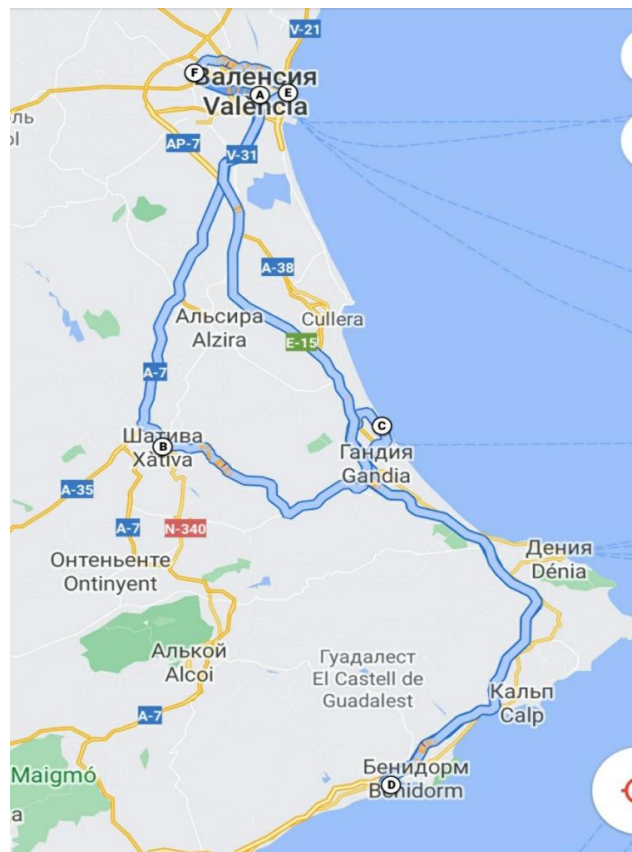 V-21
F
Валенсия
A
E
Valencia
ль
ol
AP-7
V-31
A-38
Альсира
Alzira
Cullera
E-15
A-7
C
Шатива
B
Xàtiva
Гандия
Gandia
A-35
A-7
N-340
Онтеньенте
Ontinyent
Дения
Dénia
Алькой
Alcoi
Гуадалест
El Castell de
Guadalest
Кальп
Calp
A-7
Maigmó
a
Бенидорм
D
Benidorm